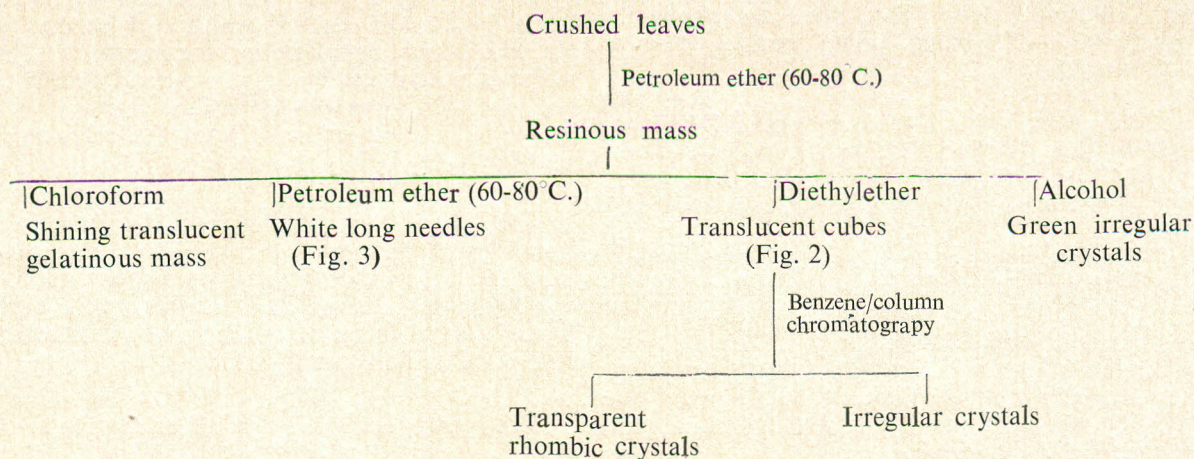 Crushed leaves
Petroleum ether (60-80°C.)
Resinous mass
Chloroform
Shining translucent
gelatinous mass
Petroleum ether (60-80°C.)
White long needles
(Fig. 3)
Diethylether
Translucent cubes
(Fig. 2)
Alcohol
Green irregular
crystals
Benzene/column
chromatograpy
Transparent
rhombic crystals
Irregular crystals